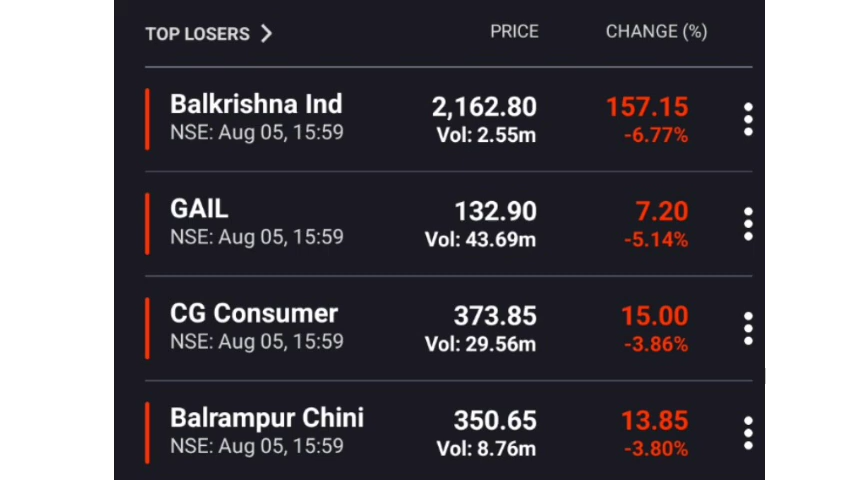 TOP LOSERS > PRICE CHANGE (%)
Balkrishna Ind 2,162.80 157.15
NSE: Aug 05, 15:59 Vol: 2.55m -6.77%
GAIL 132.90 7.20
NSE: Aug 05, 15:59 Vol: 43.69m -5.14%
CG Consumer 373.85 15.00
NSE: Aug 05, 15:59 Vol: 29.56m -3.86%
Balrampur Chini 350.65 13.85
NSE: Aug 05, 15:59 Vol: 8.76m -3.80%